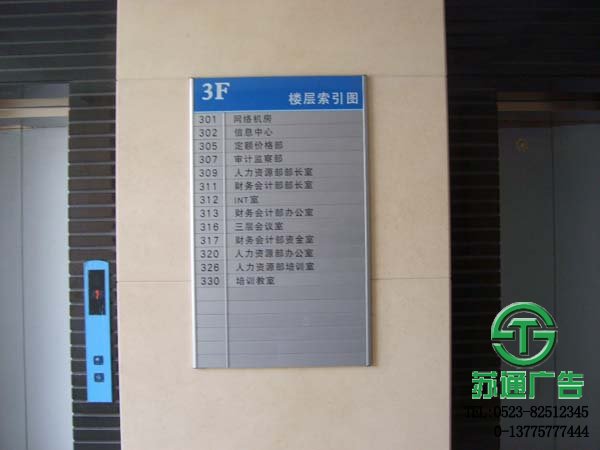 3F 楼层索引图
301 网络机房
302 信息中心
305 定额价格部
307 审计监察部
309 人力资源部部长室
311 财务会计部部长室
312 INT室
313 财务会计部办公室
316 三层会议室
317 财务会计部资金室
320 人力资源部办公室
326 人力资源部培训室
330 培训教室
苏通广告
TEL:0523-82512345
0-13775777444